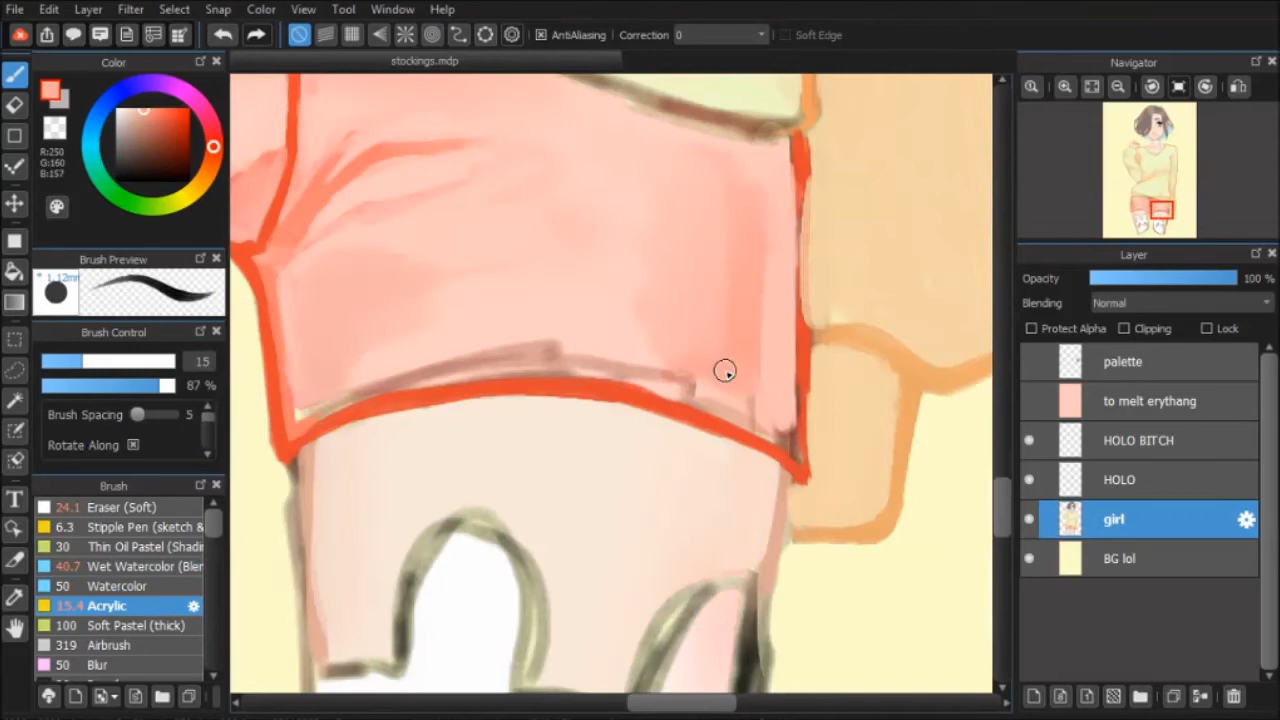 File Edit Layer Filter Select Snap Color View Tool Window Help
AntiAliasing Correction 0 Soft Edge
Color
stockings.mdp
Navigator
R:250
G:160
B:157
Brush Preview
1.12mm
Brush Control
15
87 %
Brush Spacing 5
Rotate Along
Brush
24.1 Eraser (Soft)
6.3 Stipple Pen (sketch &
30 Thin Oil Pastel (Shadi
40.7 Wet Watercolor (Ble
50 Watercolor
15.4 Acrylic
100 Soft Pastel (thick)
319 Airbrush
50 Blur
Layer
Opacity 100 %
Blending Normal
Protect Alpha Clipping Lock
palette
to melt erythang
HOLO BITCH
HOLO
girl
BG lol